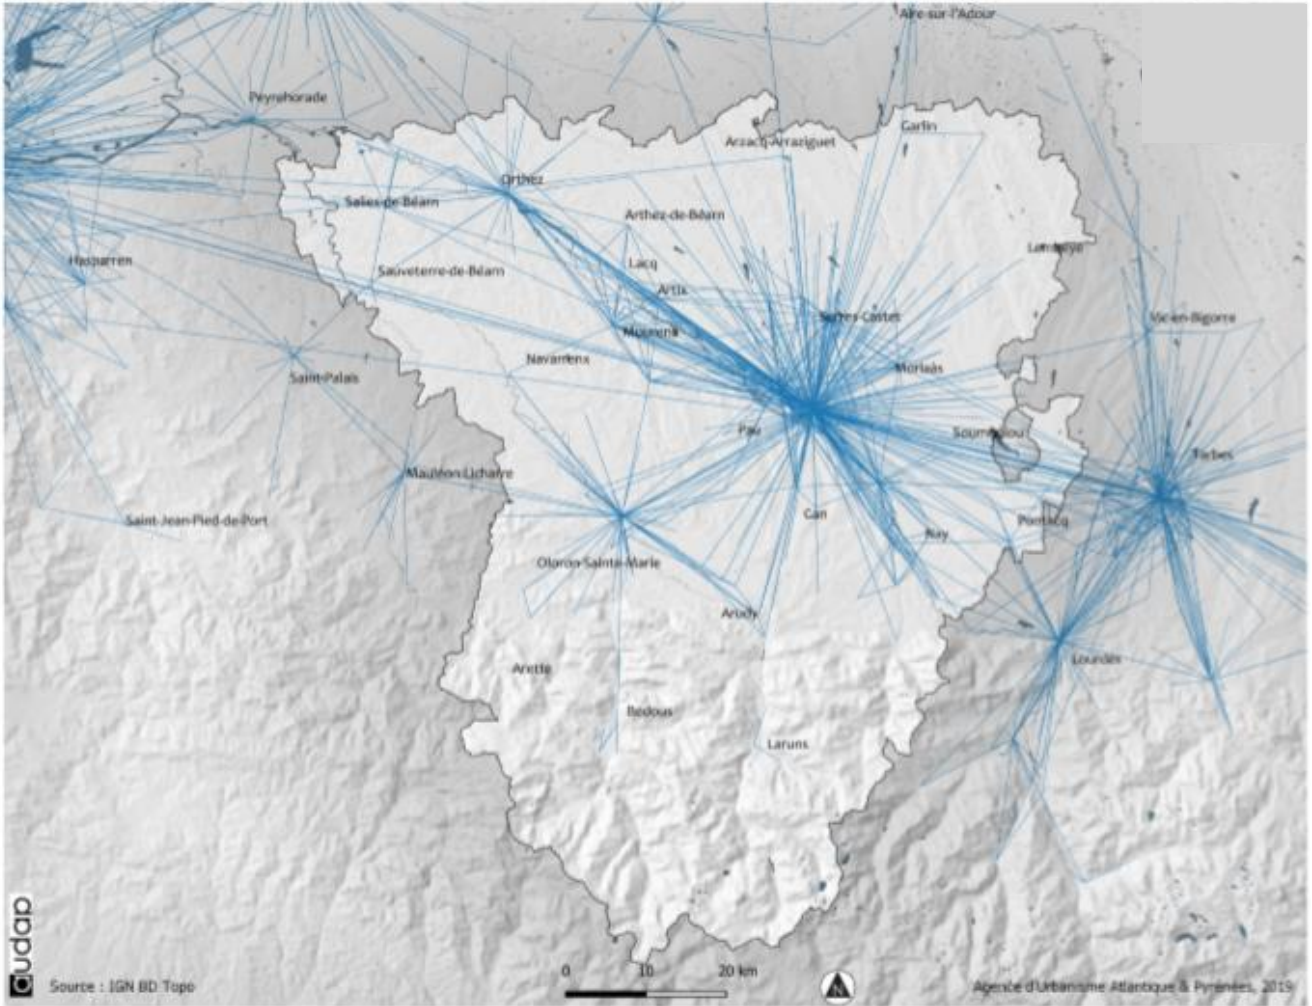 Aire-sur-l'Adour
Peyrehorade
Garlin
Arzacq-Arraziguet
Orthez
Salies-de-Béarn
Arthez-de-Béarn
Lembeye
Hasparren
Lacq
Sauveterre-de-Béarn
Artix
Serres-Castet
Vic-en-Bigorre
Mourenx
Navarrenx
Morlaàs
Saint-Palais
Pau
Soumoulou
Tarbes
Mauléon-Licharre
Gan
Saint-Jean-Pied-de-Port
Pontacq
Nay
Oloron-Sainte-Marie
Arudy
Lourdes
Arette
Bedous
Laruns
audap
Source : IGN BD Topo
0 10 20 km
N
Agence d'Urbanisme Atlantique & Pyrénées, 2019